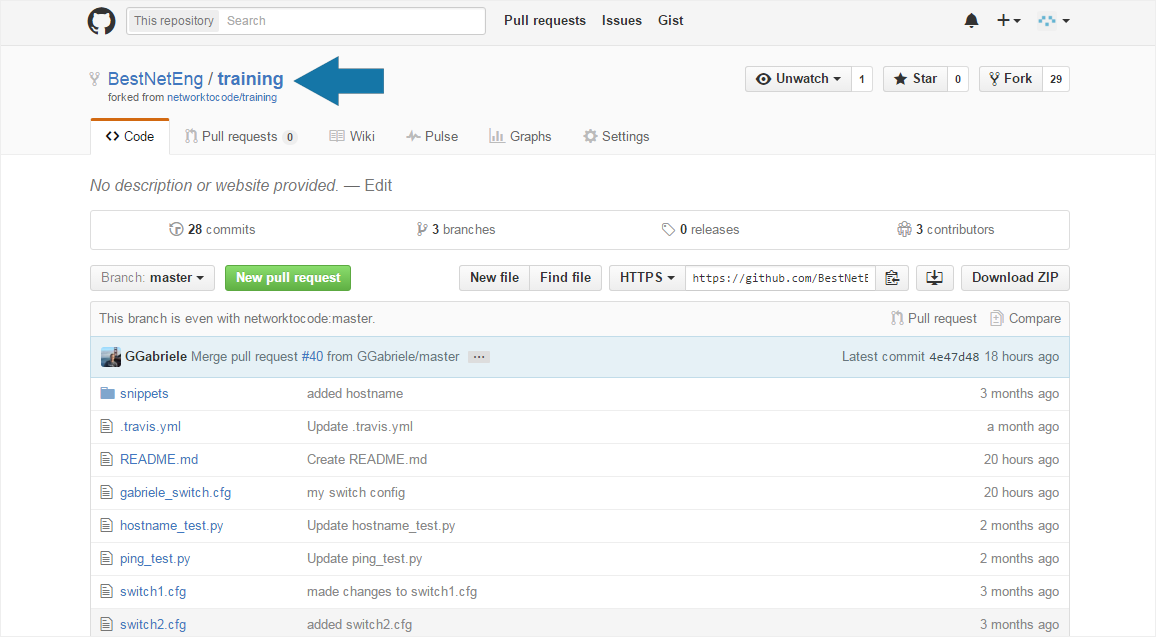 This repository Search Pull requests Issues Gist
BestNetEng / training Unwatch 1 Star 0 Fork 29
forked from networktocode/training
Code Pull requests 0 Wiki Pulse Graphs Settings
No description or website provided. — Edit
28 commits 3 branches 0 releases 3 contributors
Branch: master New pull request New file Find file HTTPS https://github.com/BestNetE Download ZIP
This branch is even with networktocode:master. Pull request Compare
GGabriele Merge pull request #40 from GGabriele/master ... Latest commit 4e47d48 18 hours ago
snippets added hostname 3 months ago
.travis.yml Update .travis.yml a month ago
README.md Create README.md 20 hours ago
gabriele_switch.cfg my switch config 20 hours ago
hostname_test.py Update hostname_test.py 2 months ago
ping_test.py Update ping_test.py 2 months ago
switch1.cfg made changes to switch1.cfg 3 months ago
switch2.cfg added switch2.cfg 3 months ago